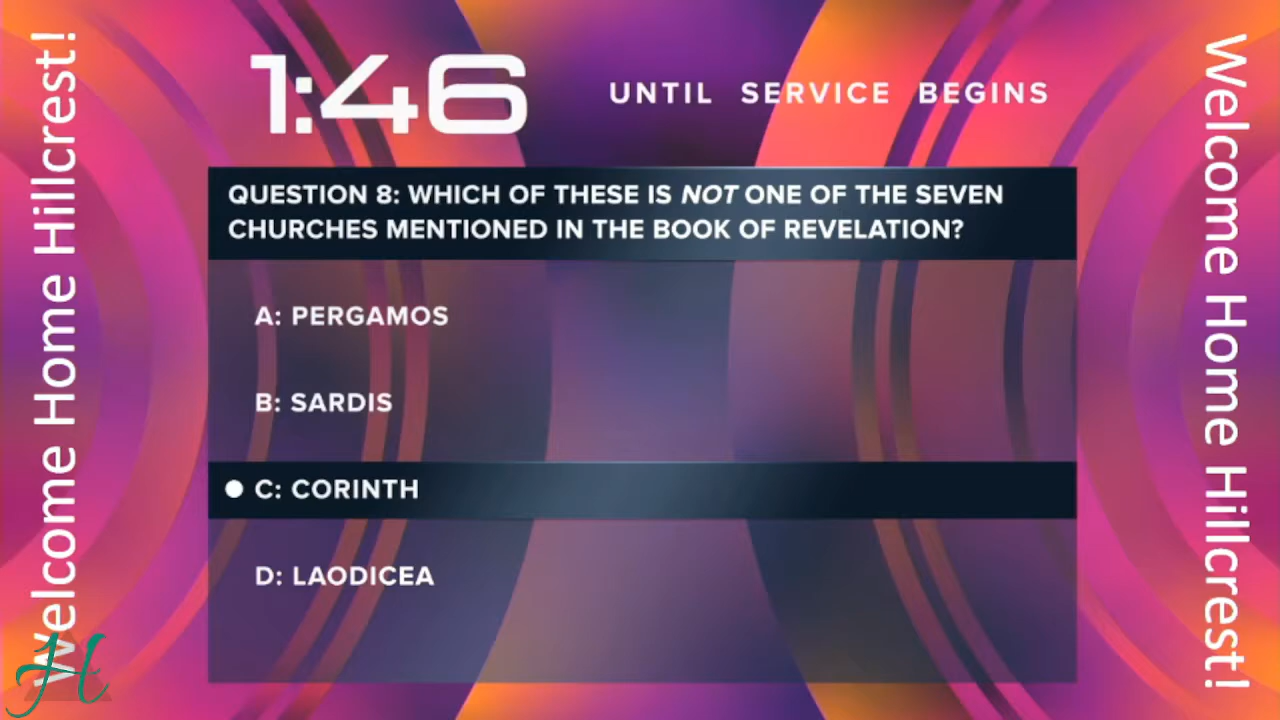 Welcome Home Hillcrest!
1:46
UNTIL SERVICE BEGINS
QUESTION 8: WHICH OF THESE IS NOT ONE OF THE SEVEN
CHURCHES MENTIONED IN THE BOOK OF REVELATION?
A: PERGAMOS
B: SARDIS
C: CORINTH
D: LAODICEA
Welcome Home Hillcrest!
H